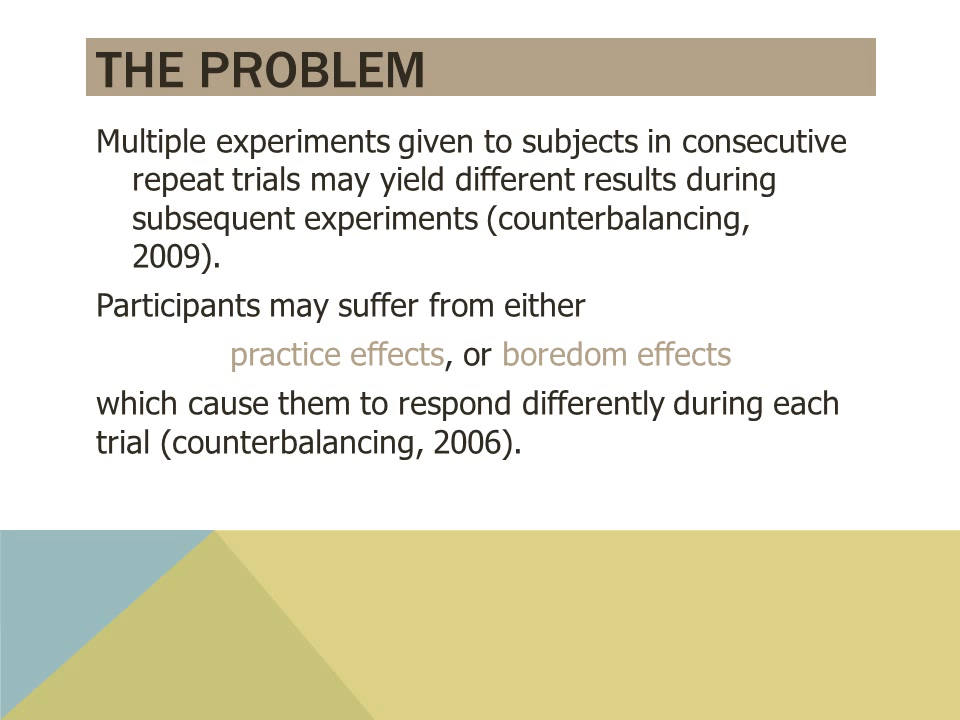 THE PROBLEM
Multiple experiments given to subjects in consecutive
repeat trials may yield different results during
subsequent experiments (counterbalancing,
2009).
Participants may suffer from either
practice effects, or boredom effects
which cause them to respond differently during each
trial (counterbalancing, 2006).